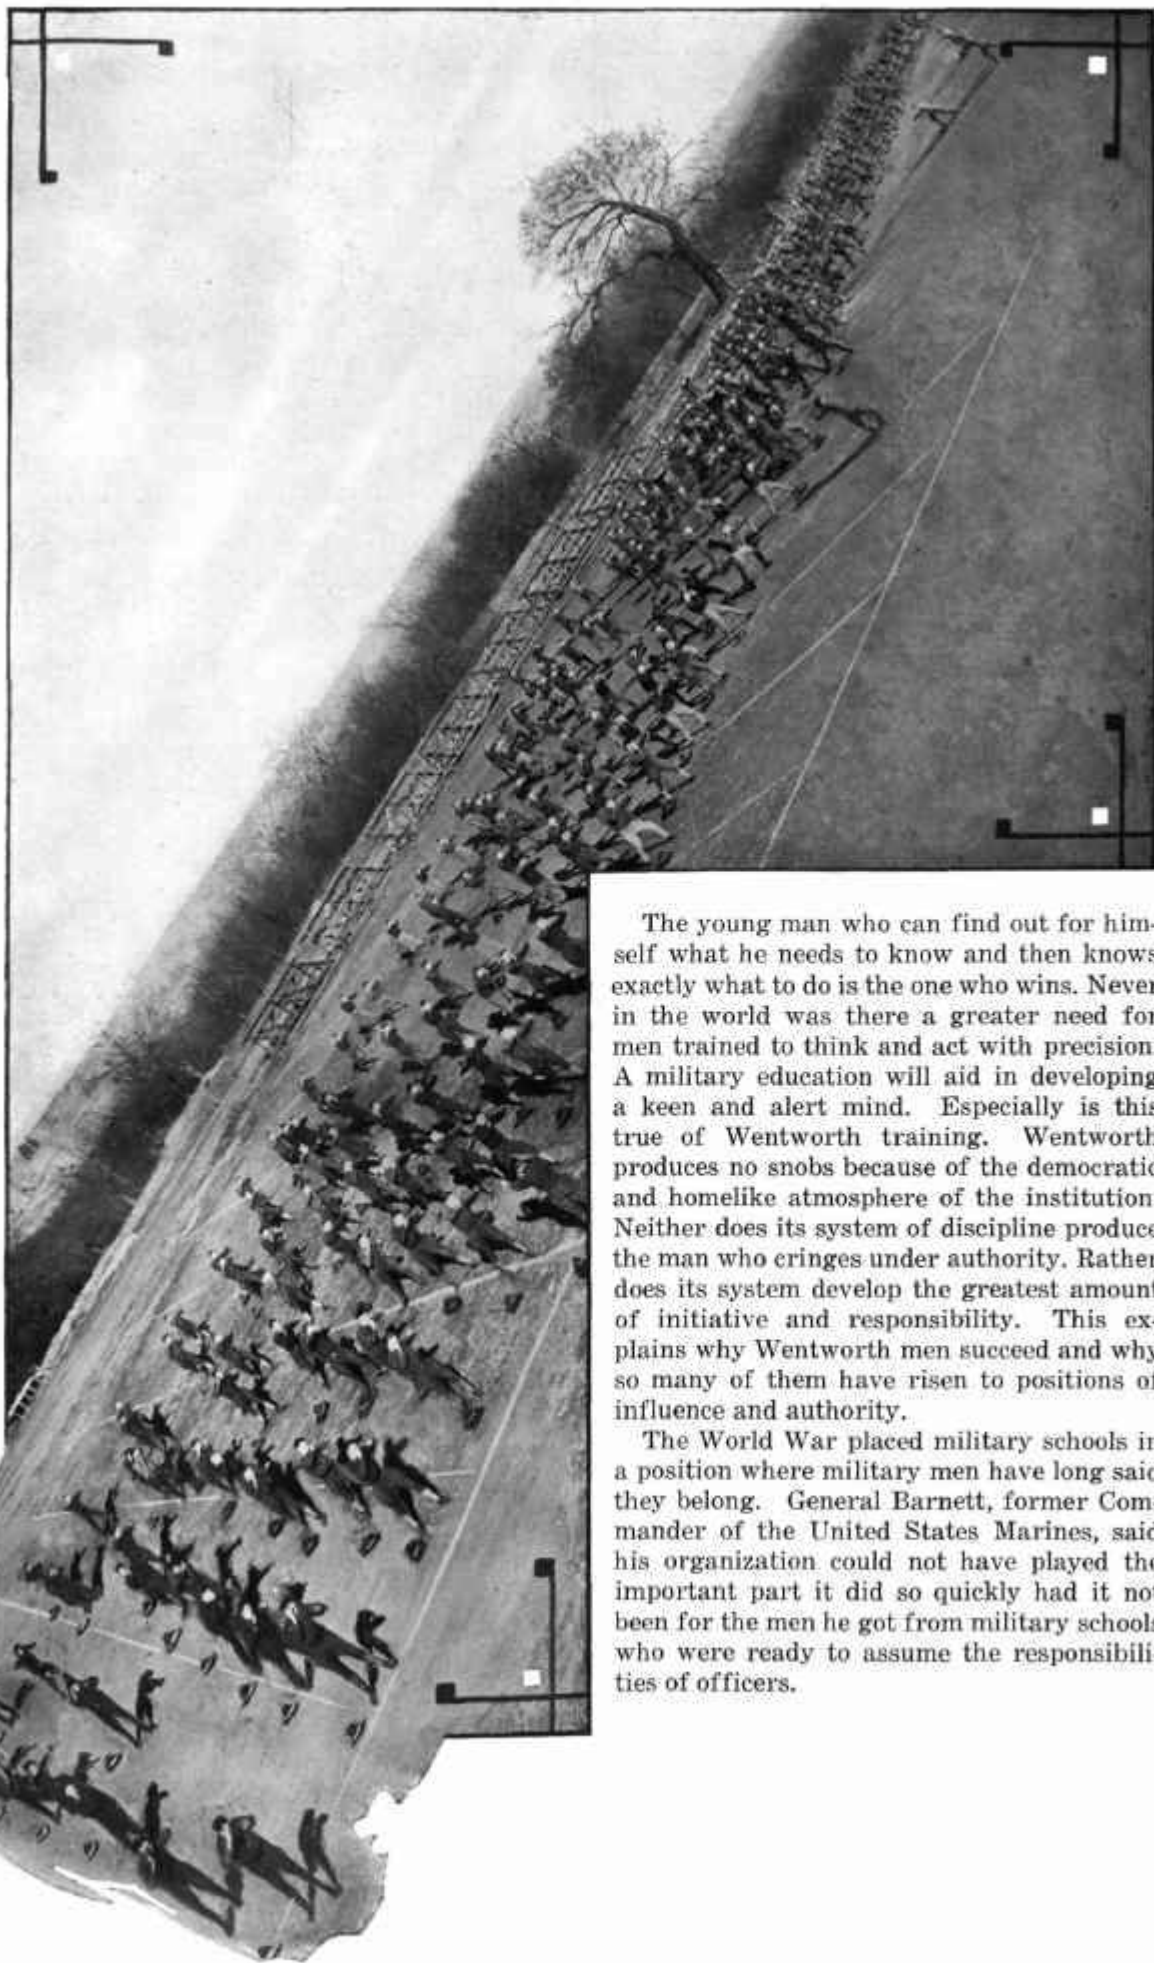 The young man who can find out for him-
self what he needs to know and then knows
exactly what to do is the one who wins. Never
in the world was there a greater need for
men trained to think and act with precision
A military education will aid in developing
a keen and alert mind. Especially is this
true of Wentworth training. Wentworth
produces no snobs because of the democratic
and homelike atmosphere of the institution
Neither does its system of discipline produce
the man who cringes under authority. Rather
does its system develop the greatest amount
of initiative and responsibility. This ex-
plains why Wentworth men succeed and why
so many of them have risen to positions of
influence and authority.
The World War placed military schools in
a position where military men have long said
they belong. General Barnett, former Com-
mander of the United States Marines, said
his organization could not have played the
important part it did so quickly had it not
been for the men he got from military schools
who were ready to assume the responsibili-
ties of officers.